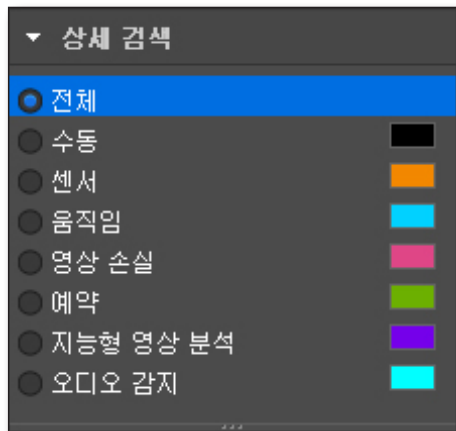 상세 검색
전체
수동
센서
움직임
영상 손실
예약
지능형 영상 분석
오디오 감지